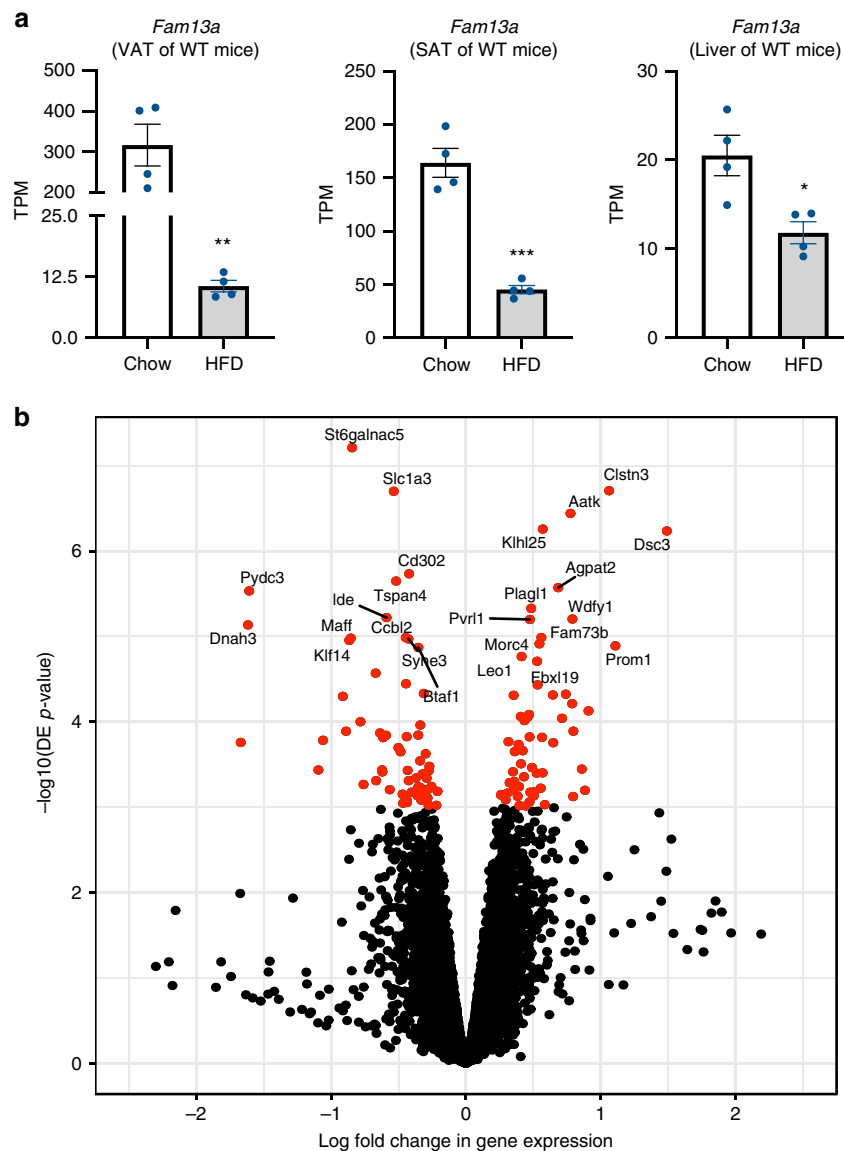 a
Fam13a
(VAT of WT mice)
500
400
300
200
25.0
12.5
0.0
TPM
**
Chow HFD
Fam13a
(SAT of WT mice)
250
200
150
100
50
0
TPM
***
Chow HFD
Fam13a
(Liver of WT mice)
30
20
10
0
TPM
*
Chow HFD
b
St6galnac5
Slc1a3
Clstn3
Aatk
Klhl25
Dsc3
Cd302
Agpat2
Pydc3
Tspan4
Ide
Plagl1
Wdfy1
Pvrl1
Dnah3
Maff
Ccbl2
Fam73b
Klf14
Syne3
Morc4
Prom1
Leo1
Fbxl19
Btaf1
6
4
2
0
–log10(DE p-value)
–2 –1 0 1 2
Log fold change in gene expression